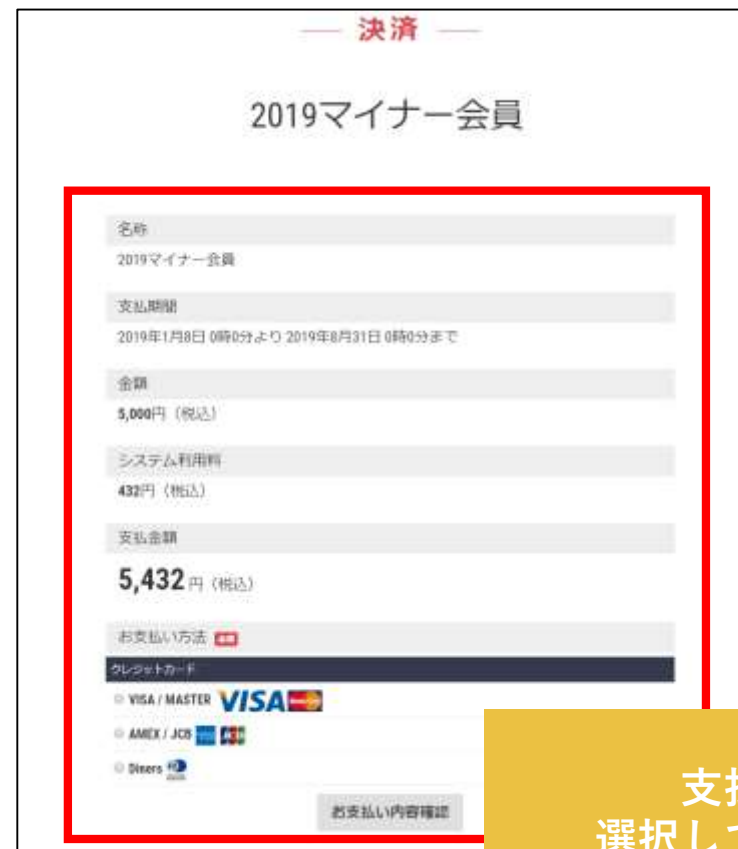 決済
2019マイナー会員
名称
2019マイナー会員
支払期間
2019年1月8日 0時0分より 2019年8月31日 0時0分まで
金額
5,000円（税込）
システム利用料
432円（税込）
支払金額
5,432円（税込）
お支払い方法 必須
クレジットカード
VISA / MASTER VISA
AMEX / JCB JCB
Diners
お支払い内容確認
支払
選択して